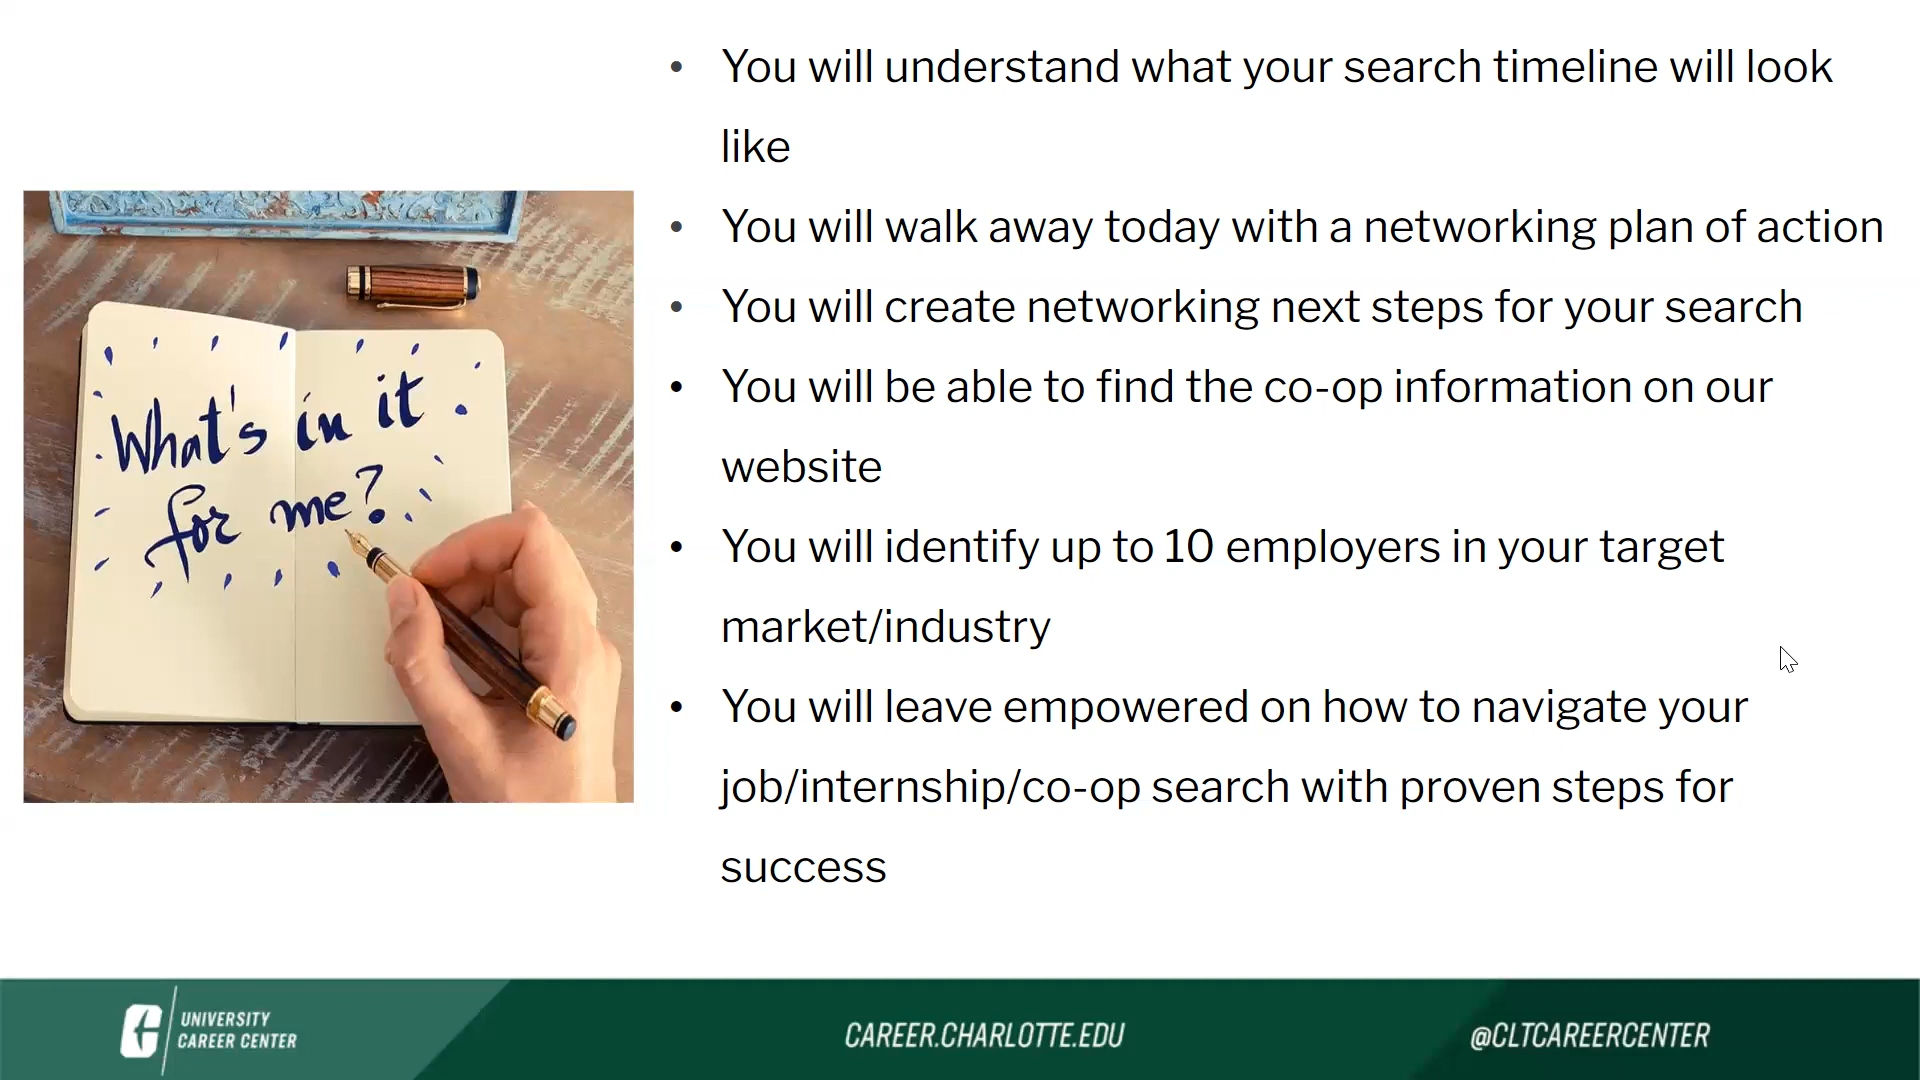 • You will understand what your search timeline will look
like
• You will walk away today with a networking plan of action
• You will create networking next steps for your search
• You will be able to find the co-op information on our
website
• You will identify up to 10 employers in your target
market/industry
• You will leave empowered on how to navigate your
job/internship/co-op search with proven steps for
success
What's in it
for me?
UNIVERSITY
CAREER CENTER
CAREER.CHARLOTTE.EDU
@CLTCAREERCENTER